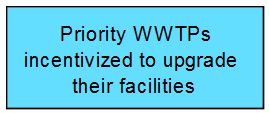 Priority WWTPs
incentivized to upgrade
their facilities